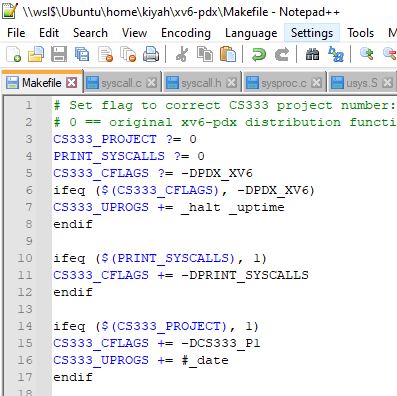 \\wsl$\Ubuntu\home\kiyah\xv6-pdx\Makefile - Notepad++
File Edit Search View Encoding Language Settings Tools
Makefile syscall.c syscall.h sysproc.c usys.S
1 # Set flag to correct CS333 project number:
2 # 0 == original xv6-pdx distribution functi
3 CS333_PROJECT ?= 0
4 PRINT_SYSCALLS ?= 0
5 CS333_CFLAGS ?= -DPDX_XV6
6 ifeq ($(CS333_CFLAGS), -DPDX_XV6)
7 CS333_UPROGS += _halt _uptime
8 endif
9
10 ifeq ($(PRINT_SYSCALLS), 1)
11 CS333_CFLAGS += -DPRINT_SYSCALLS
12 endif
13
14 ifeq ($(CS333_PROJECT), 1)
15 CS333_CFLAGS += -DCS333_P1
16 CS333_UPROGS += #_date
17 endif
18